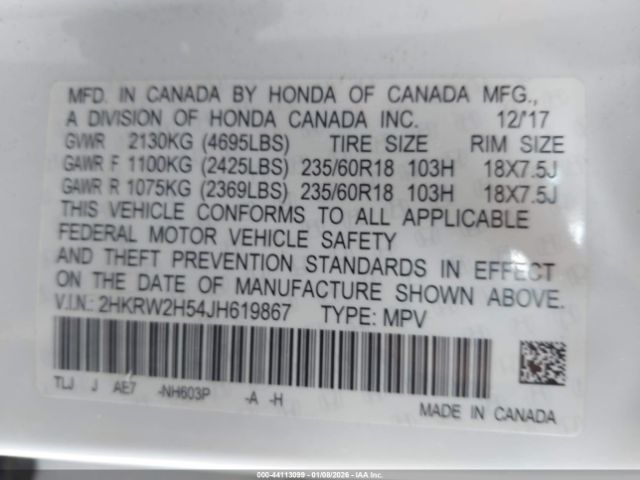 MFD. IN CANADA BY HONDA OF CANADA MFG.,
A DIVISION OF HONDA CANADA INC. 12/'17
GVWR 2130KG (4695LBS) TIRE SIZE RIM SIZE
GAWR F 1100KG (2425LBS) 235/60R18 103H 18X7.5J
GAWR R 1075KG (2369LBS) 235/60R18 103H 18X7.5J
THIS VEHICLE CONFORMS TO ALL APPLICABLE
FEDERAL MOTOR VEHICLE SAFETY
AND THEFT PREVENTION STANDARDS IN EFFECT
ON THE DATE OF MANUFACTURE SHOWN ABOVE.
V.I.N.: 2HKRW2H54JH619867 TYPE: MPV
TLJ J AE7 -NH603P -A -H
MADE IN CANADA
000-44113099 - 01/08/2026 - IAAI.COM